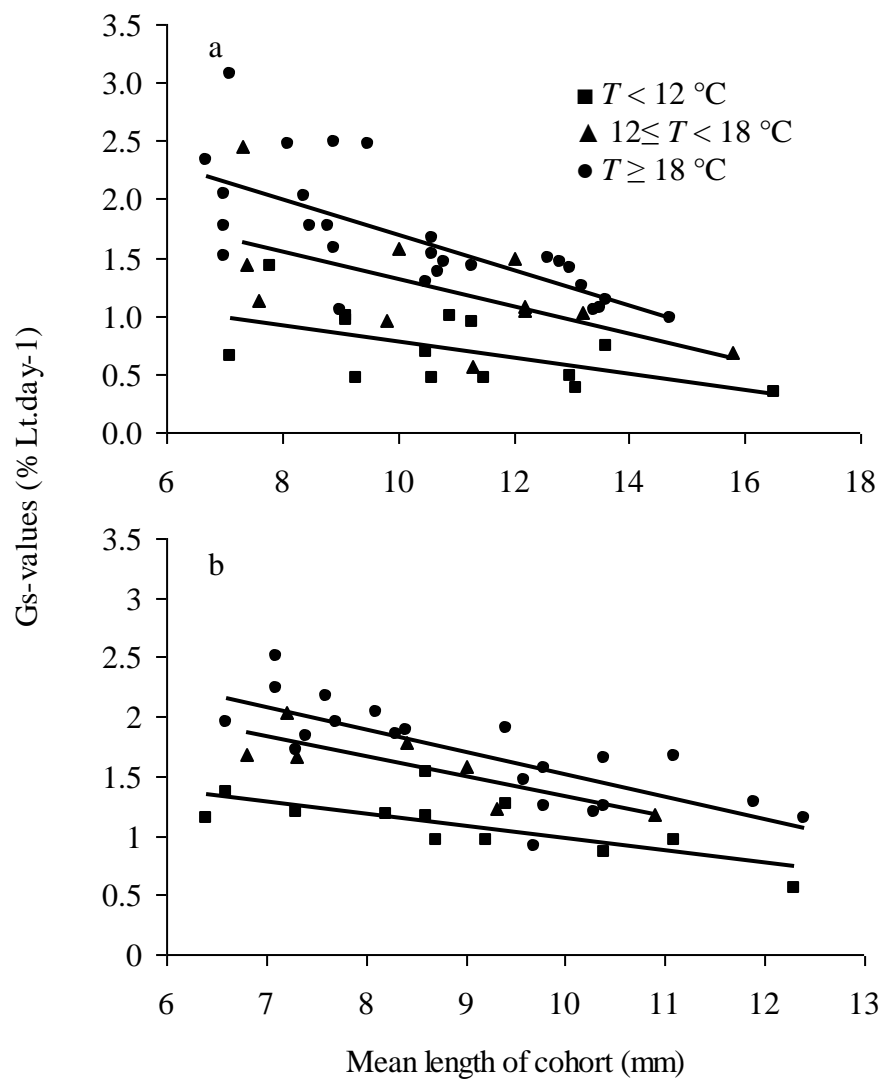 3.5
a
3.0
■ T < 12 °C
2.5
▲ 12≤ T < 18 °C
● T ≥ 18 °C
2.0
1.5
1.0
0.5
0.0
6 8 10 12 14 16 18
Gs-values (% Lt.day-1)
3.5
b
3
2.5
2
1.5
1
0.5
0
6 7 8 9 10 11 12 13
Mean length of cohort (mm)